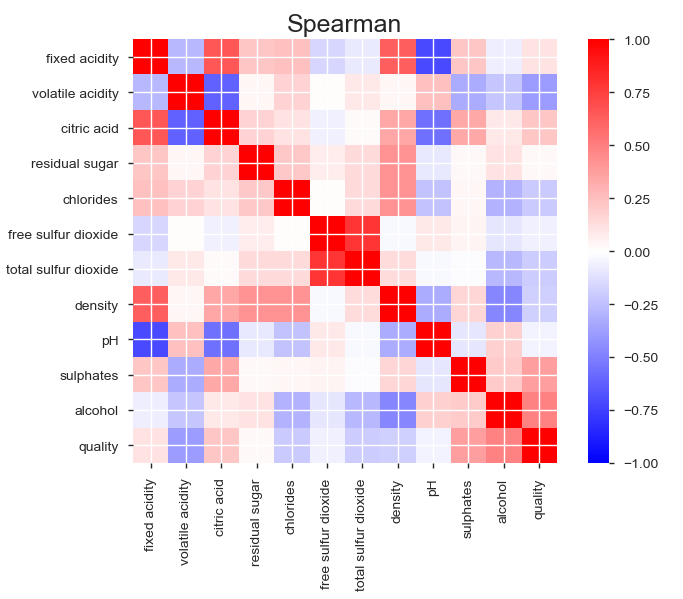 Spearman
fixed acidity
volatile acidity
citric acid
residual sugar
chlorides
free sulfur dioxide
total sulfur dioxide
density
pH
sulphates
alcohol
quality
fixed acidity
volatile acidity
citric acid
residual sugar
chlorides
free sulfur dioxide
total sulfur dioxide
density
pH
sulphates
alcohol
quality
1.00
0.75
0.50
0.25
0.00
−0.25
−0.50
−0.75
−1.00